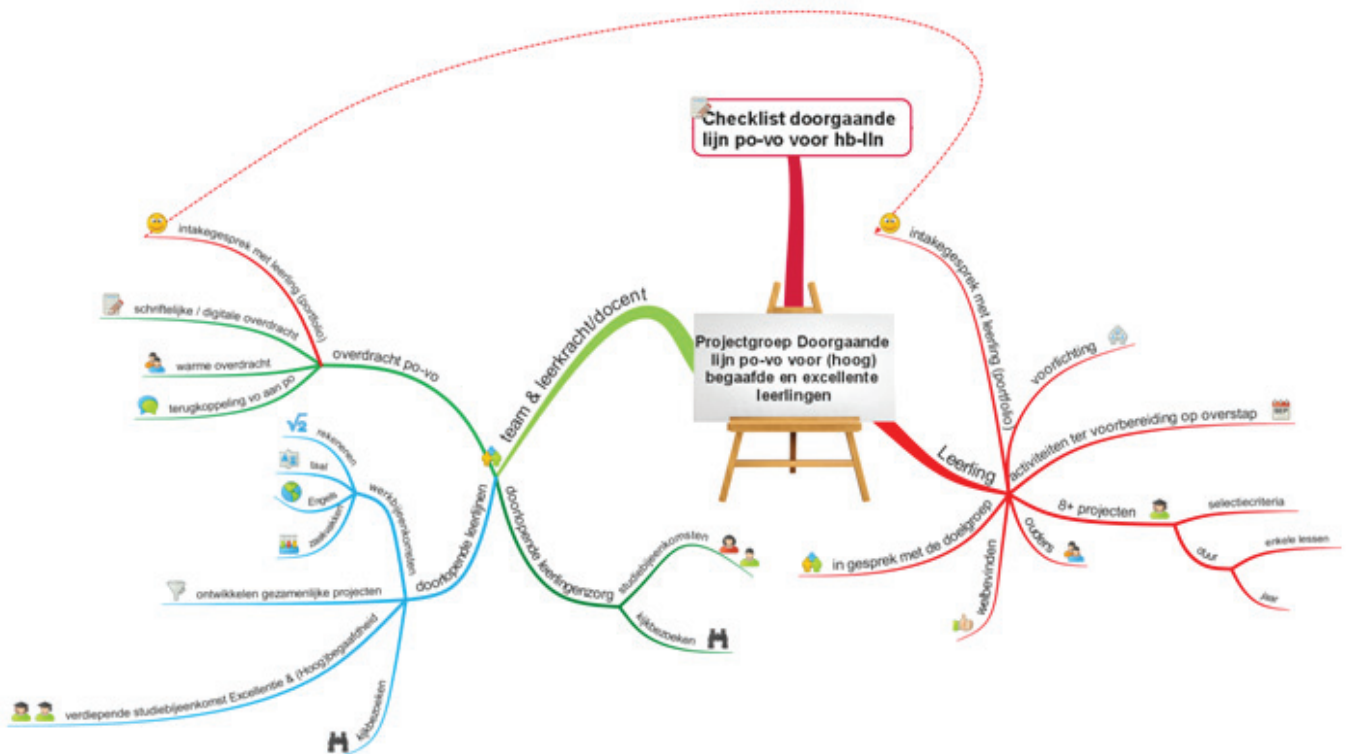 Checklist doorgaande
lijn po-vo voor hb-lln
Projectgroep Doorgaande
lijn po-vo voor (hoog)
begaafde en excellente
leerlingen
team & leerkracht/docent
overdracht po-vo
intakegesprek met leerling (portfolio)
schriftelijke / digitale overdracht
warme overdracht
terugkoppeling vo aan po
doorlopende leerlijnen
werkbijeenkomsten
√2
rekenenen
taal
Engels
zaakvakken
ontwikkelen gezamenlijke projecten
verdiepende studiebijeenkomst Excellentie & (Hoog)begaafdheid
kijkbezoeken
doorlopende leerlingenzorg
studiebijeenkomsten
kijkbezoeken
Leerling
intakegesprek met leerling (portfolio)
voorlichting
activiteiten ter voorbereiding op overstap
SEP
8+ projecten
selectiecriteria
duur
enkele lessen
jaar
ouders
welbevinden
in gesprek met de doelgroep